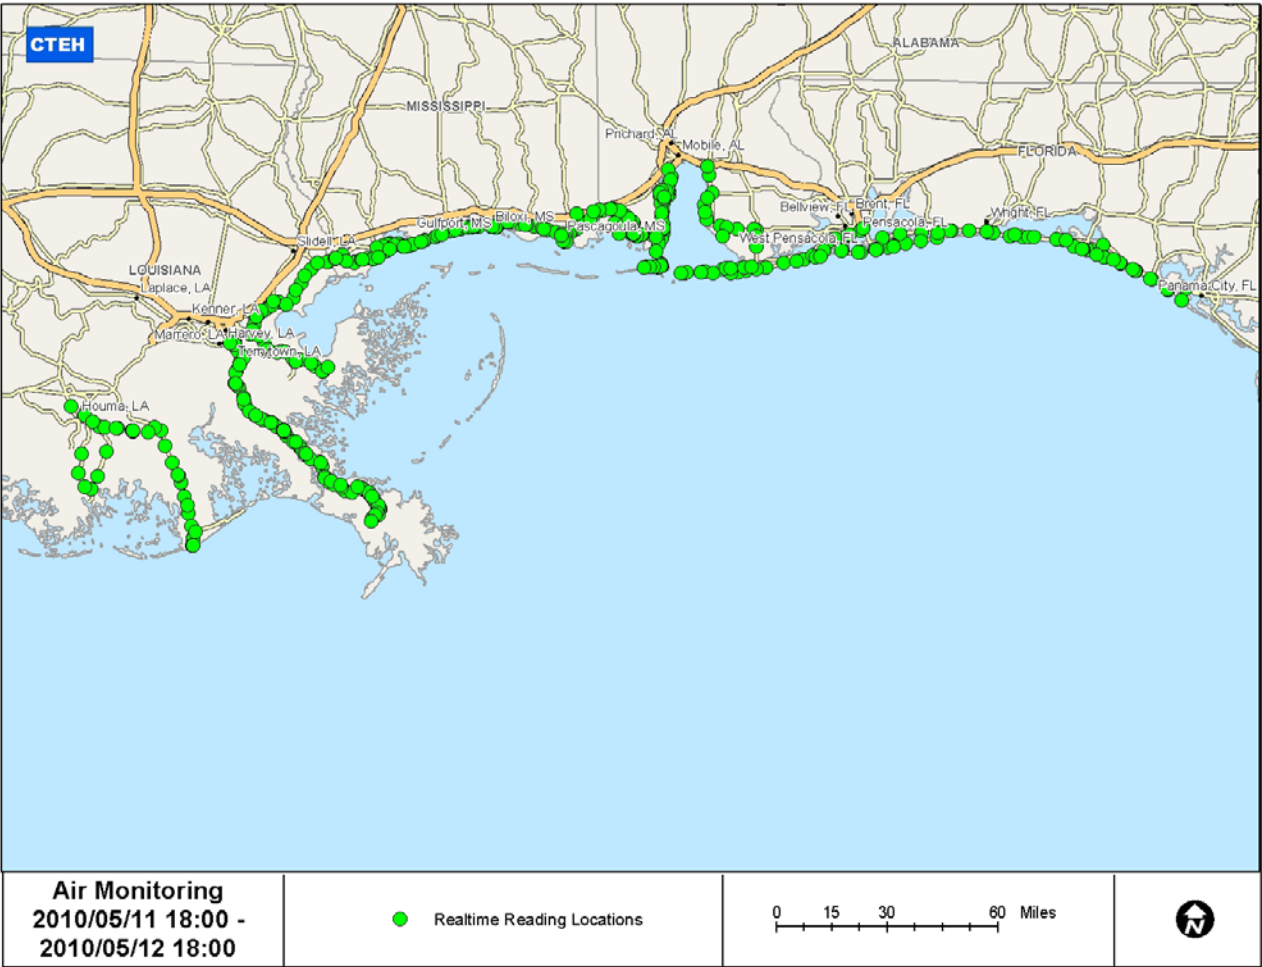 CTEH
ALABAMA
MISSISSIPPI
Prichard, AL
Mobile, AL
FLORIDA
Bellview, FL
Brent, FL
Wright, FL
Biloxi, MS
Gulfport, MS
Pascagoula, MS
Pensacola, FL
West Pensacola, FL
Slidell, LA
LOUISIANA
Laplace, LA
Panama City, FL
Kenner, LA
Marrero, LA
Harvey, LA
Terrytown, LA
Houma, LA
Air Monitoring
2010/05/11 18:00 -
2010/05/12 18:00
Realtime Reading Locations
0 15 30 60 Miles
N